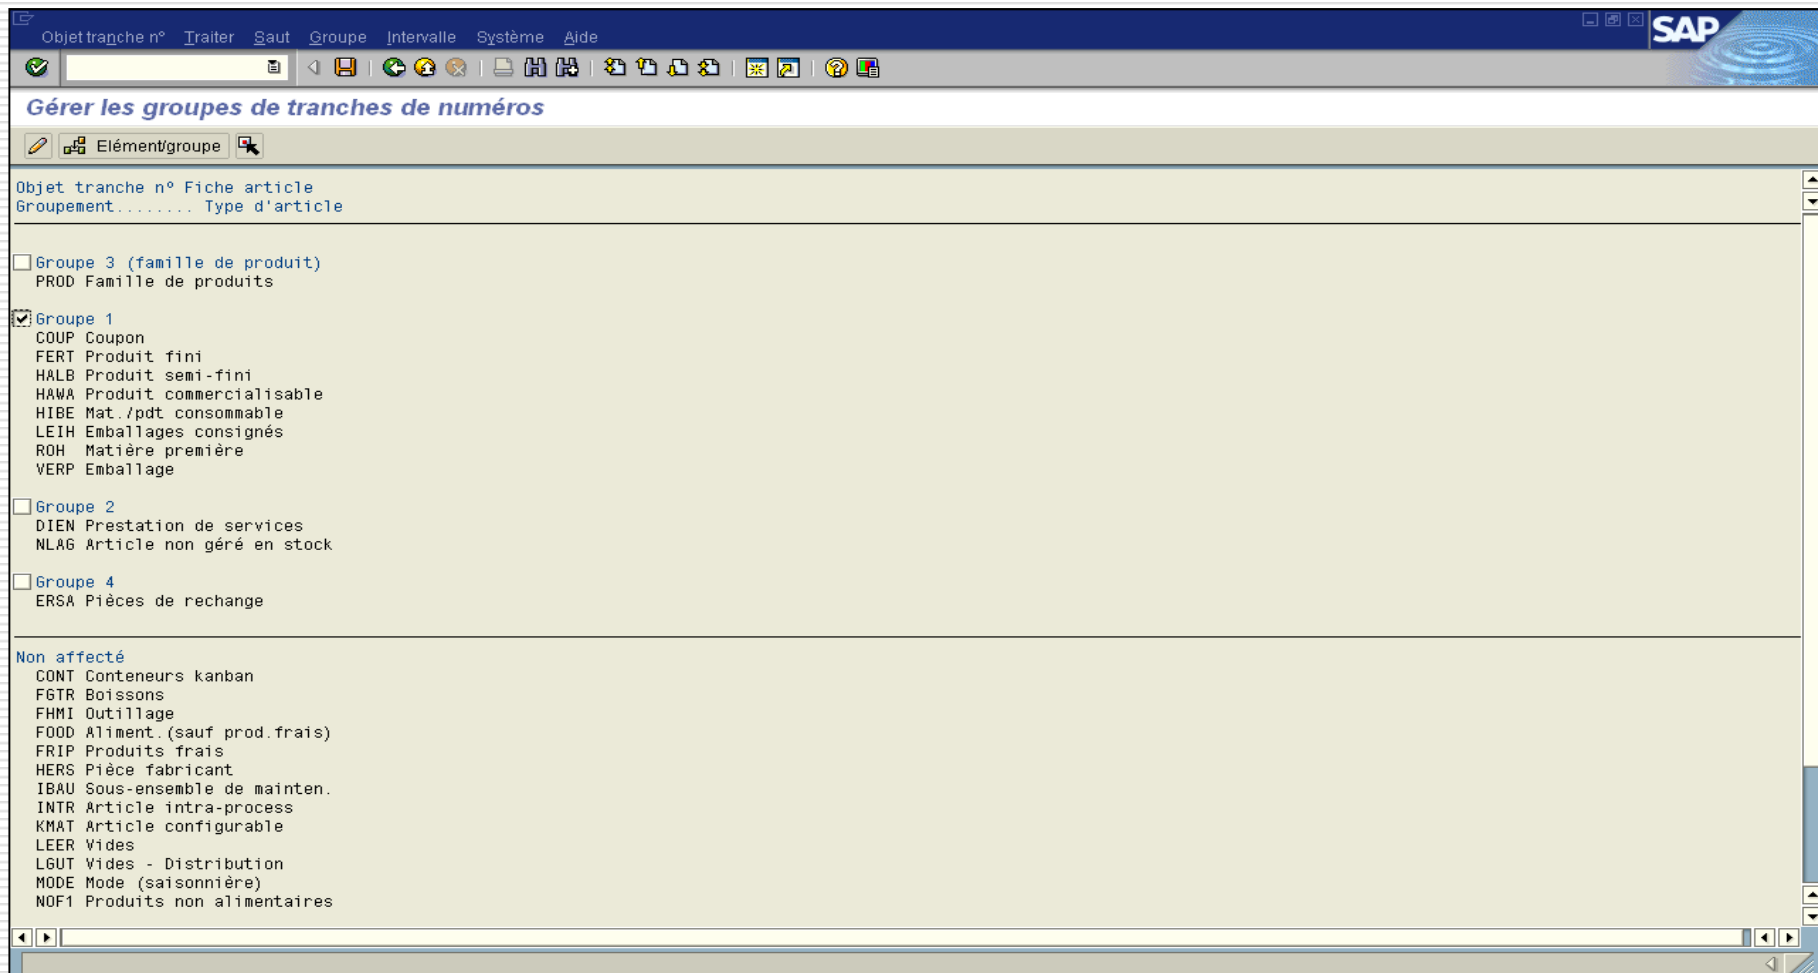 Objet tranche n° Traiter Saut Groupe Intervalle Système Aide
SAP
Gérer les groupes de tranches de numéros
Elément/groupe
Objet tranche n° Fiche article
Groupement........ Type d'article
Groupe 3 (famille de produit)
PROD Famille de produits
Groupe 1
COUP Coupon
FERT Produit fini
HALB Produit semi-fini
HAWA Produit commercialisable
HIBE Mat./pdt consommable
LEIH Emballages consignés
ROH Matière première
VERP Emballage
Groupe 2
DIEN Prestation de services
NLAG Article non géré en stock
Groupe 4
ERSA Pièces de rechange
Non affecté
CONT Conteneurs kanban
FGTR Boissons
FHMI Outillage
FOOD Aliment.(sauf prod.frais)
FRIP Produits frais
HERS Pièce fabricant
IBAU Sous-ensemble de mainten.
INTR Article intra-process
KMAT Article configurable
LEER Vides
LGUT Vides - Distribution
MODE Mode (saisonnière)
NOF1 Produits non alimentaires